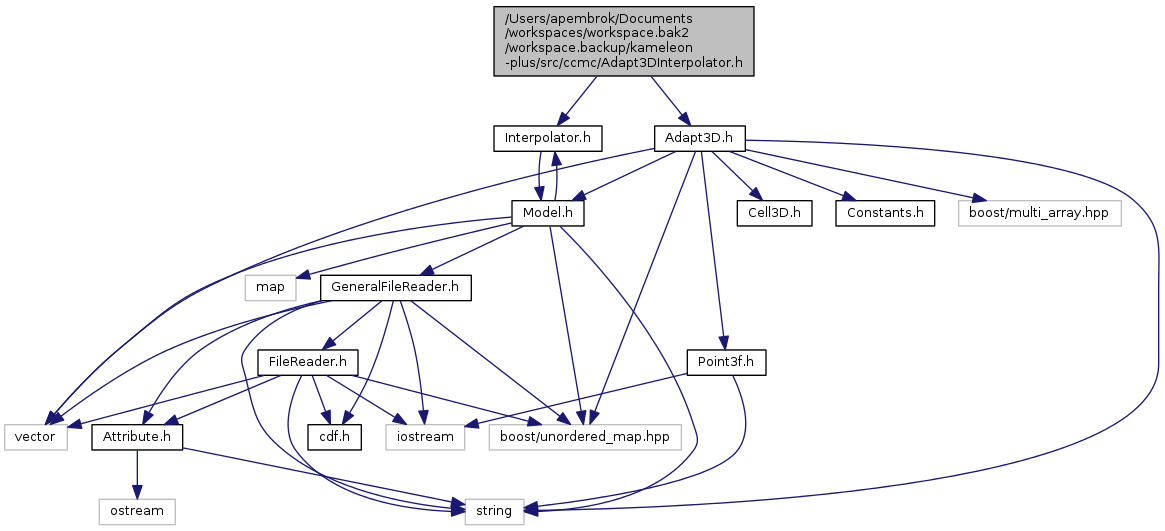 /Users/apembrok/Documents
/workspaces/workspace.bak2
/workspace.backup/kameleon
-plus/src/ccmc/Adapt3DInterpolator.h
Interpolator.h
Adapt3D.h
Model.h
Cell3D.h
Constants.h
boost/multi_array.hpp
map
GeneralFileReader.h
FileReader.h
Point3f.h
vector
Attribute.h
cdf.h
iostream
boost/unordered_map.hpp
ostream
string